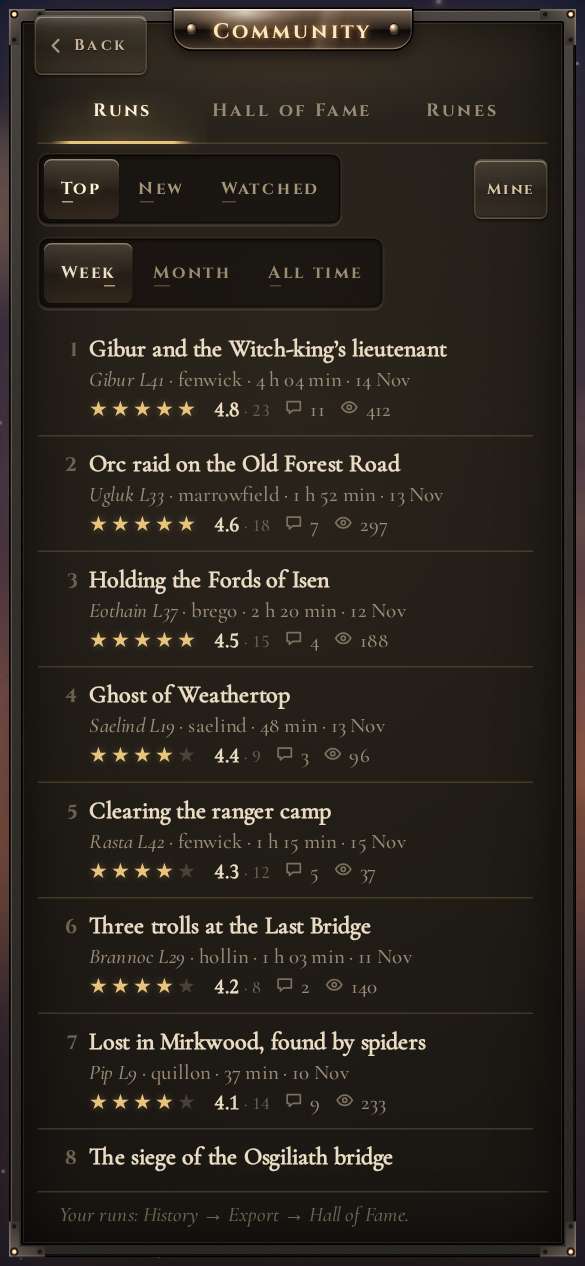 Back
Community
Runs Hall of Fame Runes
Top New Watched Mine
Week Month All time
1 Gibur and the Witch-king’s lieutenant
Gibur L41 · fenwick · 4 h 04 min · 14 Nov
★★★★★ 4.8 · 23 11 412
2 Orc raid on the Old Forest Road
Ugluk L33 · marrowfield · 1 h 52 min · 13 Nov
★★★★★ 4.6 · 18 7 297
3 Holding the Fords of Isen
Eothain L37 · brego · 2 h 20 min · 12 Nov
★★★★★ 4.5 · 15 4 188
4 Ghost of Weathertop
Saelind L19 · saelind · 48 min · 13 Nov
★★★★★ 4.4 · 9 3 96
5 Clearing the ranger camp
Rasta L42 · fenwick · 1 h 15 min · 15 Nov
★★★★★ 4.3 · 12 5 37
6 Three trolls at the Last Bridge
Brannoc L29 · hollin · 1 h 03 min · 11 Nov
★★★★★ 4.2 · 8 2 140
7 Lost in Mirkwood, found by spiders
Pip L9 · quillon · 37 min · 10 Nov
★★★★★ 4.1 · 14 9 233
8 The siege of the Osgiliath bridge
Your runs: History → Export → Hall of Fame.